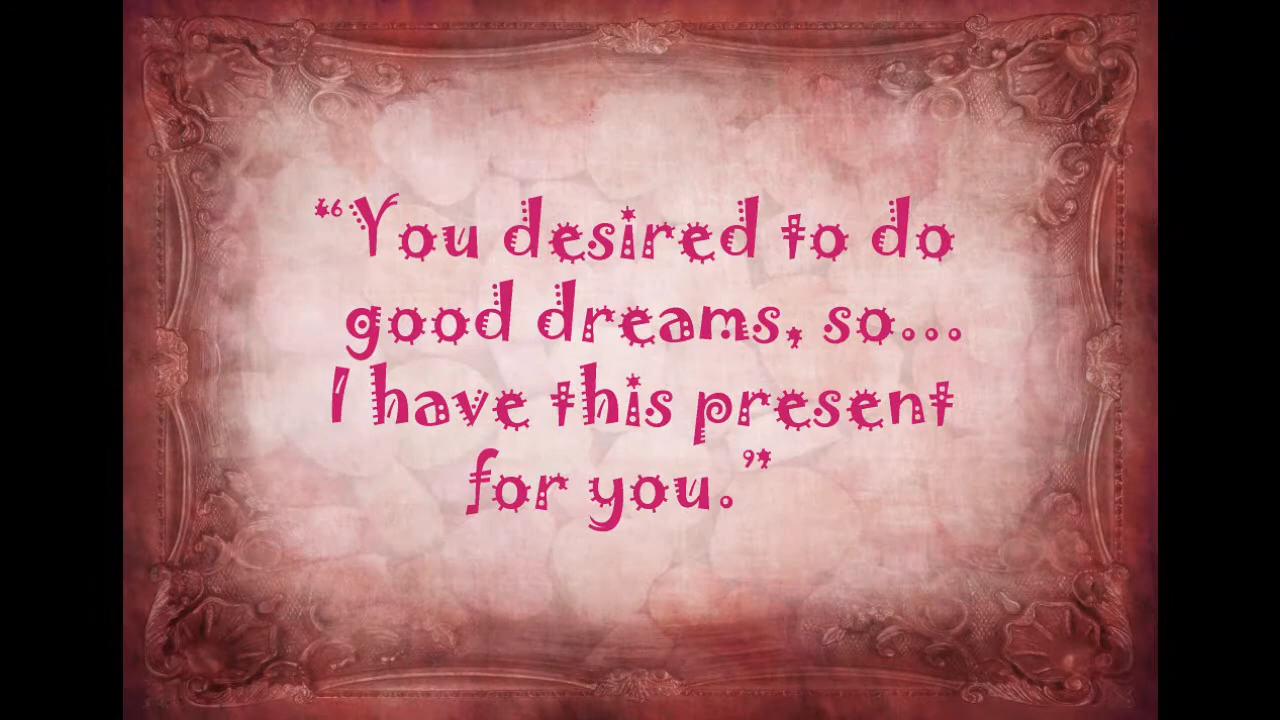 “You desired to do
good dreams, so...
I have this present
for you.”